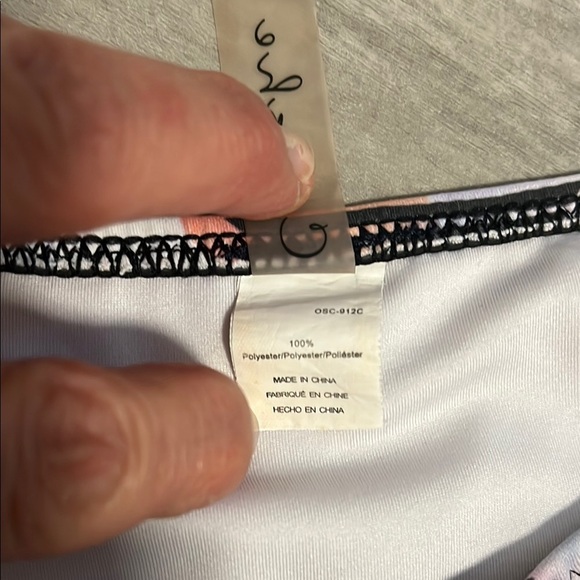 OSC-912C
100%
Polyester/Polyester/Poliéster
MADE IN CHINA
FABRIQUÉ EN CHINE
HECHO EN CHINA